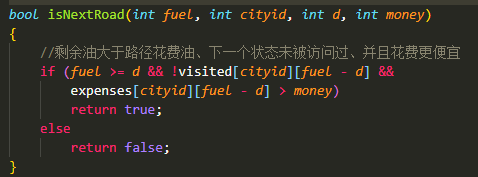 bool isNextRoad(int fuel, int cityid, int d, int money)
{
//剩余油大于路径花费油、下一个状态未被访问过、并且花费更便宜
if (fuel >= d && !visited[cityid][fuel - d] &&
expenses[cityid][fuel - d] > money)
return true;
else
return false;
}